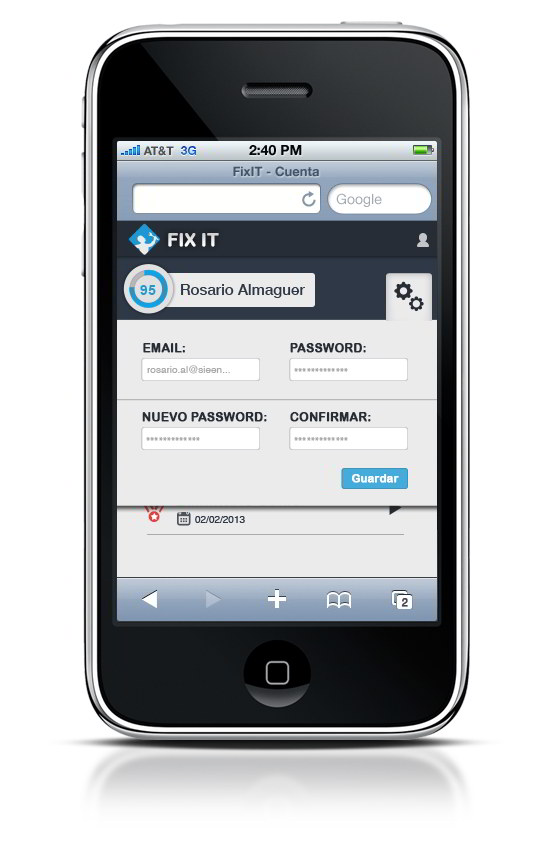 AT&T 3G 2:40 PM
FixIT - Cuenta
Google
FIX IT
95 Rosario Almaguer
EMAIL: PASSWORD:
rosario.al@sieen...
NUEVO PASSWORD: CONFIRMAR:
Guardar
02/02/2013
2